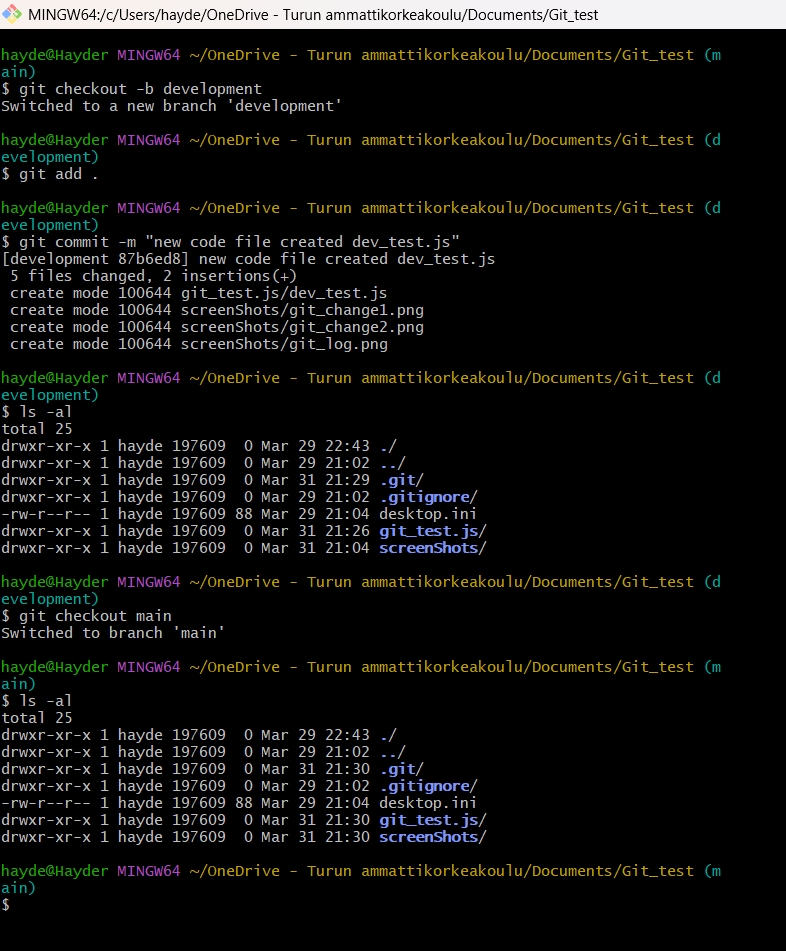 MINGW64:/c/Users/hayde/OneDrive - Turun ammattikorkeakoulu/Documents/Git_test
hayde@Hayder MINGW64 ~/OneDrive - Turun ammattikorkeakoulu/Documents/Git_test (m
ain)
$ git checkout -b development
Switched to a new branch 'development'
hayde@Hayder MINGW64 ~/OneDrive - Turun ammattikorkeakoulu/Documents/Git_test (d
evelopment)
$ git add .
hayde@Hayder MINGW64 ~/OneDrive - Turun ammattikorkeakoulu/Documents/Git_test (d
evelopment)
$ git commit -m "new code file created dev_test.js"
[development 87b6ed8] new code file created dev_test.js
 5 files changed, 2 insertions(+)
 create mode 100644 git_test.js/dev_test.js
 create mode 100644 screenShots/git_change1.png
 create mode 100644 screenShots/git_change2.png
 create mode 100644 screenShots/git_log.png
hayde@Hayder MINGW64 ~/OneDrive - Turun ammattikorkeakoulu/Documents/Git_test (d
evelopment)
$ ls -al
total 25
drwxr-xr-x 1 hayde 197609  0 Mar 29 22:43 ./
drwxr-xr-x 1 hayde 197609  0 Mar 29 21:02 ../
drwxr-xr-x 1 hayde 197609  0 Mar 31 21:29 .git/
drwxr-xr-x 1 hayde 197609  0 Mar 29 21:02 .gitignore/
-rw-r--r-- 1 hayde 197609 88 Mar 29 21:04 desktop.ini
drwxr-xr-x 1 hayde 197609  0 Mar 31 21:26 git_test.js/
drwxr-xr-x 1 hayde 197609  0 Mar 31 21:04 screenShots/
hayde@Hayder MINGW64 ~/OneDrive - Turun ammattikorkeakoulu/Documents/Git_test (d
evelopment)
$ git checkout main
Switched to branch 'main'
hayde@Hayder MINGW64 ~/OneDrive - Turun ammattikorkeakoulu/Documents/Git_test (m
ain)
$ ls -al
total 25
drwxr-xr-x 1 hayde 197609  0 Mar 29 22:43 ./
drwxr-xr-x 1 hayde 197609  0 Mar 29 21:02 ../
drwxr-xr-x 1 hayde 197609  0 Mar 31 21:30 .git/
drwxr-xr-x 1 hayde 197609  0 Mar 29 21:02 .gitignore/
-rw-r--r-- 1 hayde 197609 88 Mar 29 21:04 desktop.ini
drwxr-xr-x 1 hayde 197609  0 Mar 31 21:30 git_test.js/
drwxr-xr-x 1 hayde 197609  0 Mar 31 21:30 screenShots/
hayde@Hayder MINGW64 ~/OneDrive - Turun ammattikorkeakoulu/Documents/Git_test (m
ain)
$